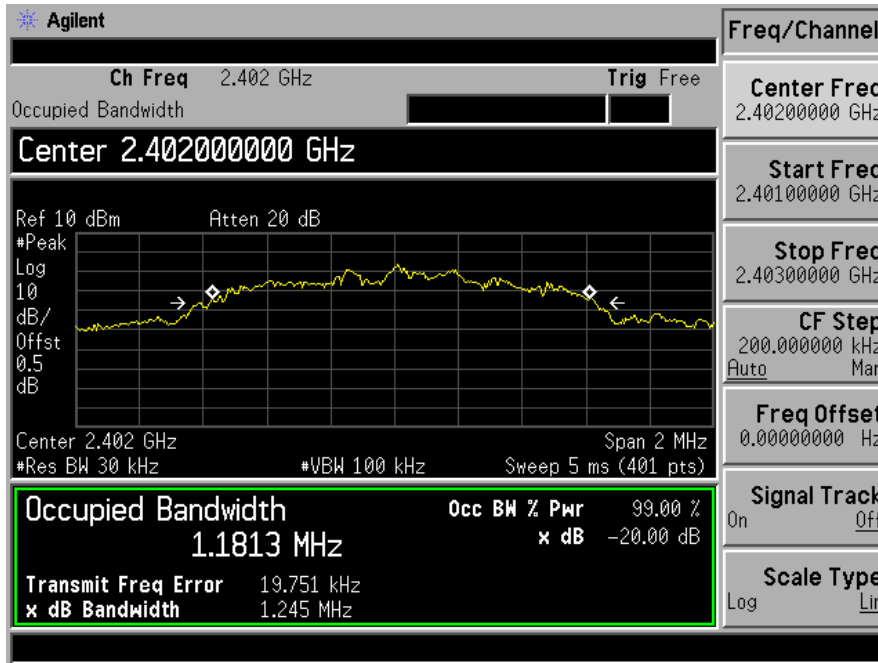 Agilent
Ch Freq 2.402 GHz Trig Free
Occupied Bandwidth
Center 2.402000000 GHz
Ref 10 dBm Atten 20 dB
#Peak
Log
10
dB/
Offst
0.5
dB
Center 2.402 GHz Span 2 MHz
#Res BW 30 kHz #VBW 100 kHz Sweep 5 ms (401 pts)
Occupied Bandwidth
1.1813 MHz
Occ BW % Pwr 99.00 %
x dB -20.00 dB
Transmit Freq Error 19.751 kHz
x dB Bandwidth 1.245 MHz
Freq/Channel
Center Freq
2.40200000 GHz
Start Freq
2.40100000 GHz
Stop Freq
2.40300000 GHz
CF Step
200.000000 kHz
Auto Man
Freq Offset
0.00000000 Hz
Signal Track
On Off
Scale Type
Log Lin